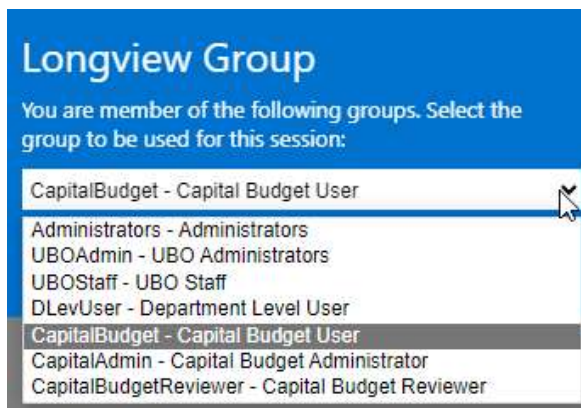 Longview Group
You are member of the following groups. Select the
group to be used for this session:
CapitalBudget - Capital Budget User
Administrators - Administrators
UBOAdmin - UBO Administrators
UBOStaff - UBO Staff
DLevUser - Department Level User
CapitalBudget - Capital Budget User
CapitalAdmin - Capital Budget Administrator
CapitalBudgetReviewer - Capital Budget Reviewer